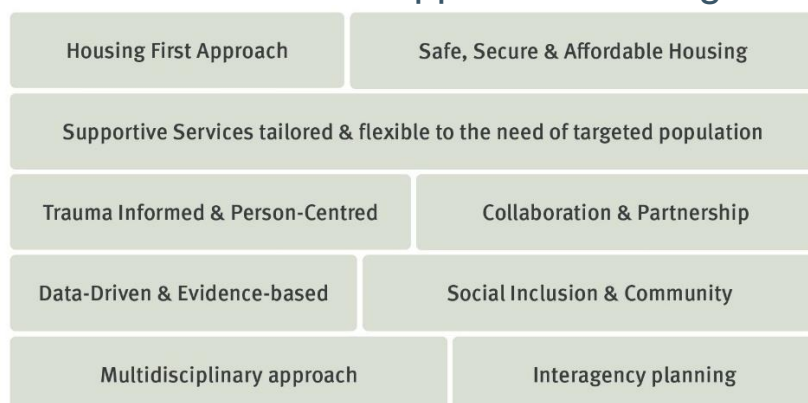 Housing First Approach
Safe, Secure & Affordable Housing
Supportive Services tailored & flexible to the need of targeted population
Trauma Informed & Person-Centred
Collaboration & Partnership
Data-Driven & Evidence-based
Social Inclusion & Community
Multidisciplinary approach
Interagency planning